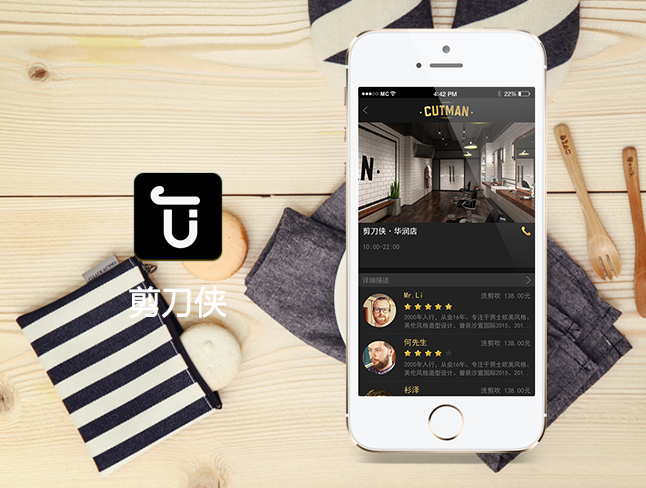 剪刀侠
MC
4:42 PM
22%
CUTMAN
N.
剪刀侠·华润店
10:00-22:00
详细描述
Mr.Li
洗剪吹 138.00元
2000年入行，从业16年，专注于男士欧美风格、
英伦风格造型设计，曾获沙宣国际2015、201...
何先生
洗剪吹 138.00元
2000年入行，从业16年，专注于男士欧美风格、
英伦风格造型设计，曾获沙宣国际2015、201...
衫泽
洗剪吹 138.00元